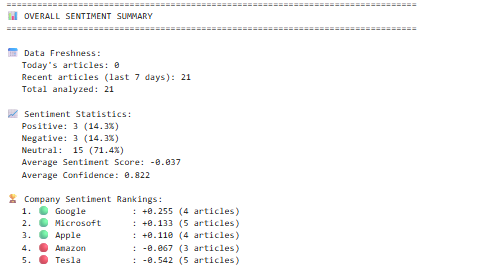 ================================================================================
📊 OVERALL SENTIMENT SUMMARY
================================================================================
📅 Data Freshness:
Today's articles: 0
Recent articles (last 7 days): 21
Total analyzed: 21
📈 Sentiment Statistics:
Positive: 3 (14.3%)
Negative: 3 (14.3%)
Neutral:  15 (71.4%)
Average Sentiment Score: -0.037
Average Confidence: 0.822
🏆 Company Sentiment Rankings:
1. 🟢 Google          : +0.255 (4 articles)
2. 🟢 Microsoft       : +0.133 (5 articles)
3. 🟢 Apple           : +0.110 (4 articles)
4. 🔴 Amazon          : -0.067 (3 articles)
5. 🔴 Tesla           : -0.542 (5 articles)